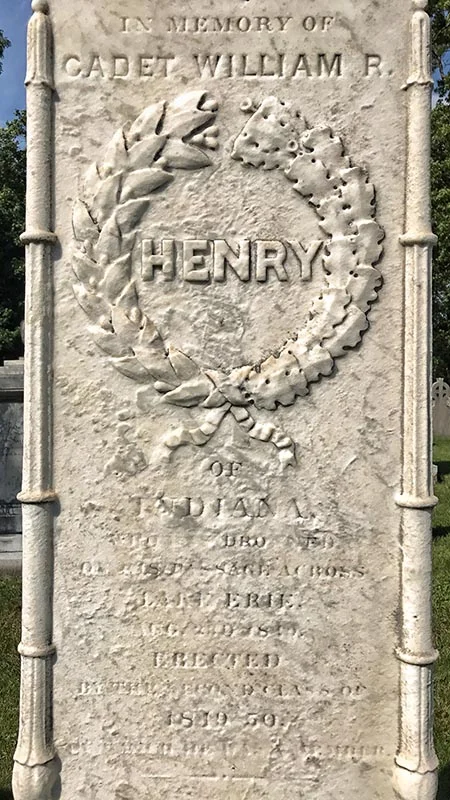 IN MEMORY OF
CADET WILLIAM R.
HENRY
OF
INDIANA.
DROWNED
ON HIS PASSAGE ACROSS
LAKE ERIE.
ERECTED
BY THE SECOND CLASS OF
1849-50.